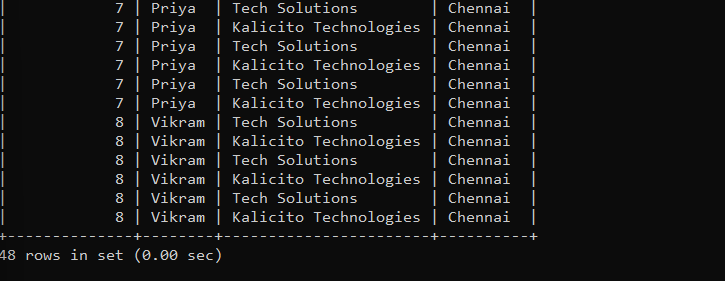 |            7 | Priya  | Tech Solutions         | Chennai  |
|            7 | Priya  | Kalicito Technologies | Chennai  |
|            7 | Priya  | Tech Solutions         | Chennai  |
|            7 | Priya  | Kalicito Technologies | Chennai  |
|            7 | Priya  | Tech Solutions         | Chennai  |
|            7 | Priya  | Kalicito Technologies | Chennai  |
|            8 | Vikram | Tech Solutions         | Chennai  |
|            8 | Vikram | Kalicito Technologies | Chennai  |
|            8 | Vikram | Tech Solutions         | Chennai  |
|            8 | Vikram | Kalicito Technologies | Chennai  |
|            8 | Vikram | Tech Solutions         | Chennai  |
|            8 | Vikram | Kalicito Technologies | Chennai  |
+--------------+--------+------------------------+----------+
48 rows in set (0.00 sec)